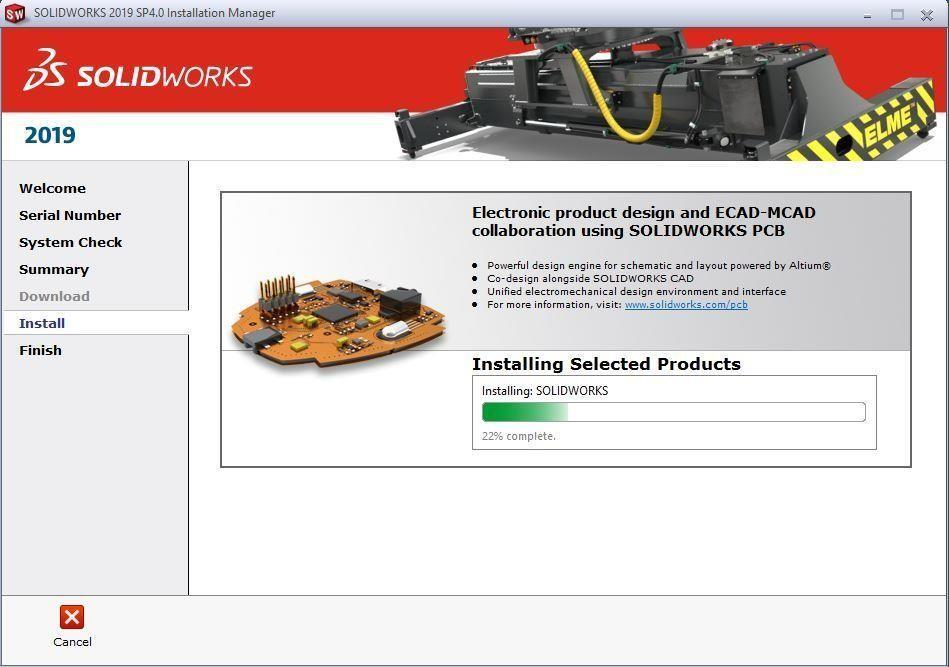 SOLIDWORKS 2019 SP4.0 Installation Manager
SOLIDWORKS
2019
ELME
Welcome
Serial Number
System Check
Summary
Download
Install
Finish
Electronic product design and ECAD-MCAD
collaboration using SOLIDWORKS PCB
Powerful design engine for schematic and layout powered by Altium®
Co-design alongside SOLIDWORKS CAD
Unified electromechanical design environment and interface
For more information, visit: www.solidworks.com/pcb
Installing Selected Products
Installing: SOLIDWORKS
22% complete.
Cancel